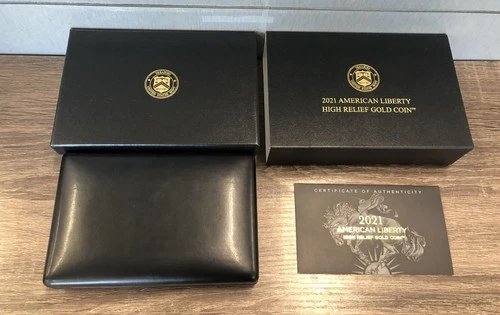 2021 AMERICAN LIBERTY
HIGH RELIEF GOLD COIN™
CERTIFICATE OF AUTHENTICITY
2021
AMERICAN LIBERTY
HIGH RELIEF GOLD COIN™